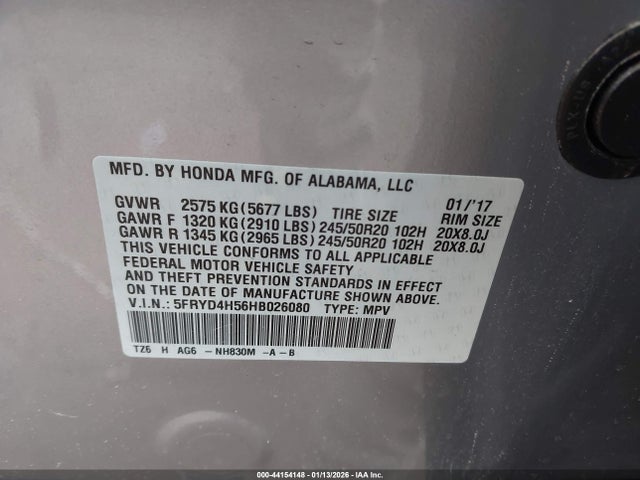 PLX-US
MFD. BY HONDA MFG. OF ALABAMA, LLC
GVWR 2575 KG(5677 LBS) TIRE SIZE 01/'17 RIM SIZE
GAWR F 1320 KG(2910 LBS) 245/50R20 102H 20X8.0J
GAWR R 1345 KG(2965 LBS) 245/50R20 102H 20X8.0J
THIS VEHICLE CONFORMS TO ALL APPLICABLE
FEDERAL MOTOR VEHICLE SAFETY
AND THEFT PREVENTION STANDARDS IN EFFECT
ON THE DATE OF MANUFACTURE SHOWN ABOVE.
V.I.N.: 5FRYD4H56HB026080 TYPE: MPV
TZ6 H AG6 - NH830M -A-B
000-44154148 - 01/13/2026 - IAA Inc.